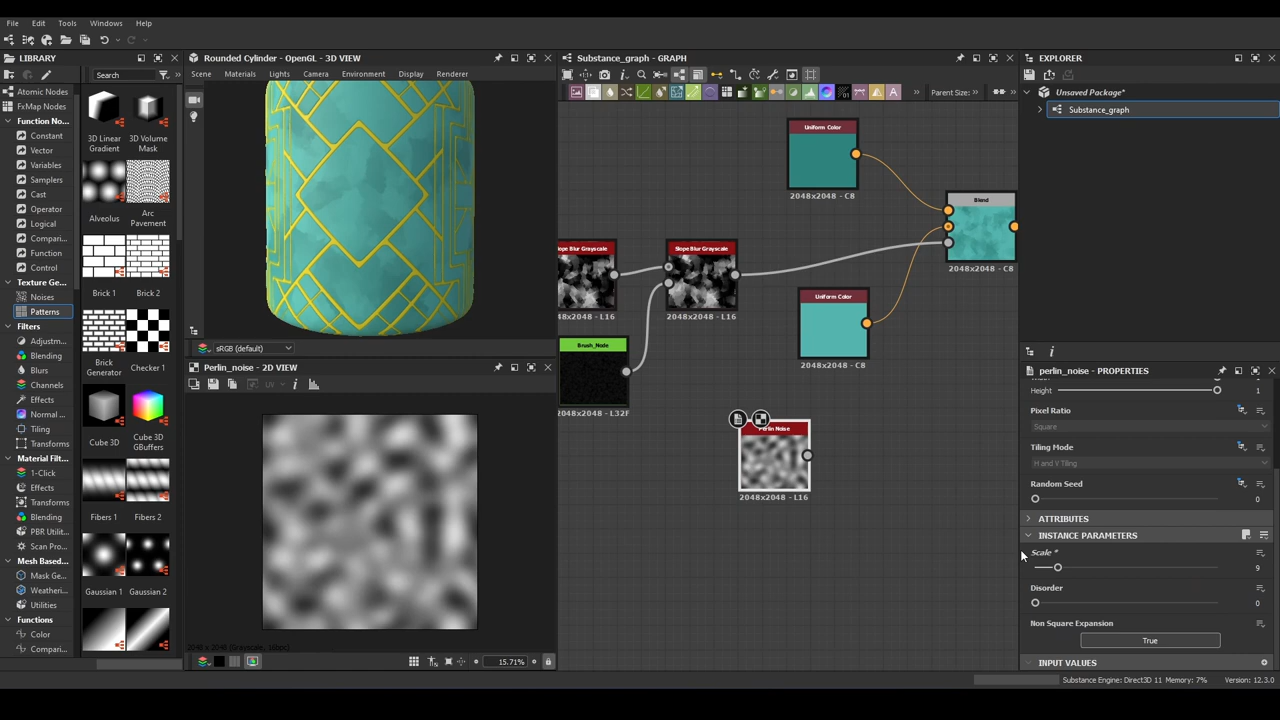 File Edit Tools Windows Help
LIBRARY
Search
Atomic Nodes
FxMap Nodes
Function No...
Constant
Vector
Variables
Samplers
Cast
Operator
Logical
Compari...
Function
Control
Texture Ge...
Noises
Patterns
Filters
Adjustm...
Blending
Blurs
Channels
Effects
Normal ...
Tiling
Transforms
Material Filt...
1-Click
Effects
Transforms
Blending
PBR Utilit...
Scan Pro...
Mesh Based...
Mask Ge...
Weatheri...
Utilities
Functions
Color
Compari...
3D Linear Gradient
3D Volume Mask
Alveolus
Arc Pavement
Brick 1
Brick 2
Brick Generator
Checker 1
Cube 3D
Cube 3D GBuffers
Fibers 1
Fibers 2
Gaussian 1
Gaussian 2
Rounded Cylinder - OpenGL - 3D VIEW
Scene Materials Lights Camera Environment Display Renderer
sRGB (default)
Perlin_noise - 2D VIEW
UV
15.71%
Substance_graph - GRAPH
Parent Size:
Uniform Color
2048x2048 - C8
Blend
2048x2048 - C8
Slope Blur Grayscale
2048x2048 - L16
lope Blur Grayscale
2048x2048 - L16
Uniform Color
2048x2048 - C8
Brush_Node
2048x2048 - L32F
Perlin Noise
2048x2048 - L16
EXPLORER
Unsaved Package*
Substance_graph
perlin_noise - PROPERTIES
Height 1
Pixel Ratio
Square
Tiling Mode
H and V Tiling
Random Seed
0
ATTRIBUTES
INSTANCE PARAMETERS
Scale *
9
Disorder
0
Non Square Expansion
True
INPUT VALUES
Substance Engine: Direct3D 11 Memory: 7% Version: 12.3.0